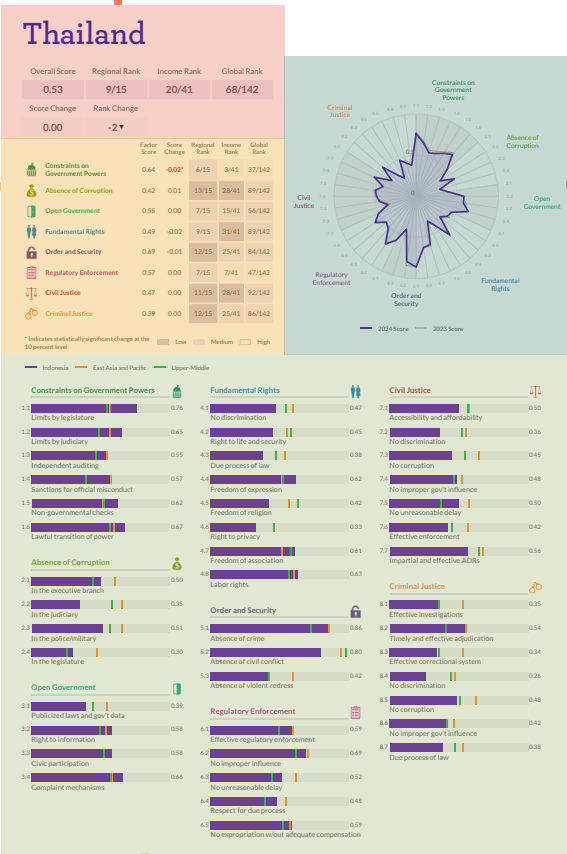 Thailand
Overall Score Regional Rank Income Rank Global Rank
0.53 9/15 20/41 68/142
Score Change Rank Change
0.00 -2▼
Factor Score Score Change Regional Rank Income Rank Global Rank
Constraints on Government Powers 0.64 -0.02* 6/15 3/41 37/142
Absence of Corruption 0.42 0.01 13/15 28/41 89/142
Open Government 0.55 0.00 7/15 15/41 56/142
Fundamental Rights 0.49 -0.02 9/15 31/41 89/142
Order and Security 0.69 -0.01 12/15 25/41 84/142
Regulatory Enforcement 0.57 0.00 7/15 7/41 47/142
Civil Justice 0.47 0.00 11/15 28/41 92/142
Criminal Justice 0.39 0.00 12/15 25/41 86/142
* Indicates statistically significant change at the
10 percent level
Low Medium High
Constraints on
Government
Powers
Absence of
Corruption
Open
Government
Fundamental
Rights
Order and
Security
Regulatory
Enforcement
Civil
Justice
Criminal
Justice
0.5
0
2024 Score 2023 Score
Indonesia East Asia and Pacific Upper-Middle
Constraints on Government Powers
1.1 0.76
Limits by legislature
1.2 0.65
Limits by judiciary
1.3 0.55
Independent auditing
1.4 0.57
Sanctions for official misconduct
1.5 0.62
Non-governmental checks
1.6 0.67
Lawful transition of power
Absence of Corruption
2.1 0.50
In the executive branch
2.2 0.35
In the judiciary
2.3 0.51
In the police/military
2.4 0.30
In the legislature
Open Government
3.1 0.39
Publicized laws and gov't data
3.2 0.58
Right to information
3.3 0.58
Civic participation
3.4 0.66
Complaint mechanisms
Fundamental Rights
4.1 0.47
No discrimination
4.2 0.45
Right to life and security
4.3 0.38
Due process of law
4.4 0.62
Freedom of expression
4.5 0.42
Freedom of religion
4.6 0.33
Right to privacy
4.7 0.61
Freedom of association
4.8 0.63
Labor rights
Order and Security
5.1 0.86
Absence of crime
5.2 0.80
Absence of civil conflict
5.3 0.42
Absence of violent redress
Regulatory Enforcement
6.1 0.59
Effective regulatory enforcement
6.2 0.69
No improper influence
6.3 0.52
No unreasonable delay
6.4 0.48
Respect for due process
6.5 0.59
No expropriation w/out adequate compensation
Civil Justice
7.1 0.50
Accessibility and affordability
7.2 0.36
No discrimination
7.3 0.45
No corruption
7.4 0.48
No improper gov't influence
7.5 0.50
No unreasonable delay
7.6 0.42
Effective enforcement
7.7 0.56
Impartial and effective ADRs
Criminal Justice
8.1 0.35
Effective investigations
8.2 0.54
Timely and effective adjudication
8.3 0.34
Effective correctional system
8.4 0.26
No discrimination
8.5 0.48
No corruption
8.6 0.42
No improper gov't influence
8.7 0.38
Due process of law